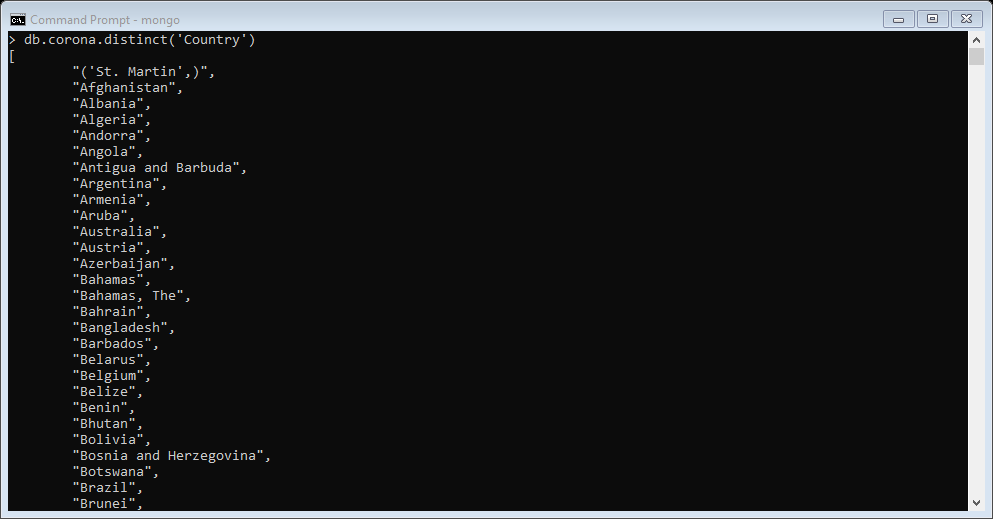 Command Prompt - mongo
> db.corona.distinct('Country')
[
"('St. Martin',)",
"Afghanistan",
"Albania",
"Algeria",
"Andorra",
"Angola",
"Antigua and Barbuda",
"Argentina",
"Armenia",
"Aruba",
"Australia",
"Austria",
"Azerbaijan",
"Bahamas",
"Bahamas, The",
"Bahrain",
"Bangladesh",
"Barbados",
"Belarus",
"Belgium",
"Belize",
"Benin",
"Bhutan",
"Bolivia",
"Bosnia and Herzegovina",
"Botswana",
"Brazil",
"Brunei",